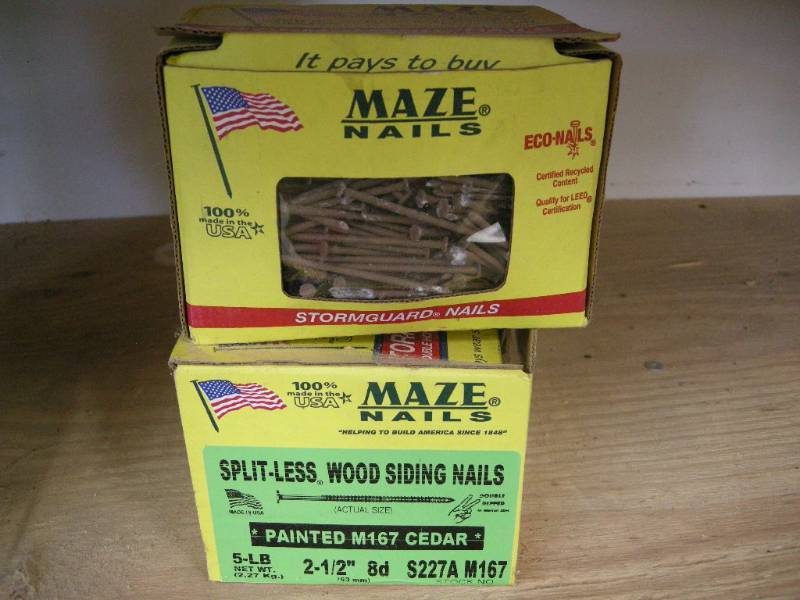 It pays to buy
MAZE®
NAILS
ECO-NAILS®
Certified Recycled
Content
Qualify for LEED®
Certification
100%
made in the
USA
STORMGUARD® NAILS
100%
made in the
USA
MAZE®
NAILS
"HELPING TO BUILD AMERICA SINCE 1848"
SPLIT-LESS® WOOD SIDING NAILS
(ACTUAL SIZE)
MADE IN USA
DOUBLE
DIPPED
* PAINTED M167 CEDAR *
5-LB
NET WT.
(2.27 Kg.)
2-1/2" 8d S227A M167
(63 mm)
STOCK NO.